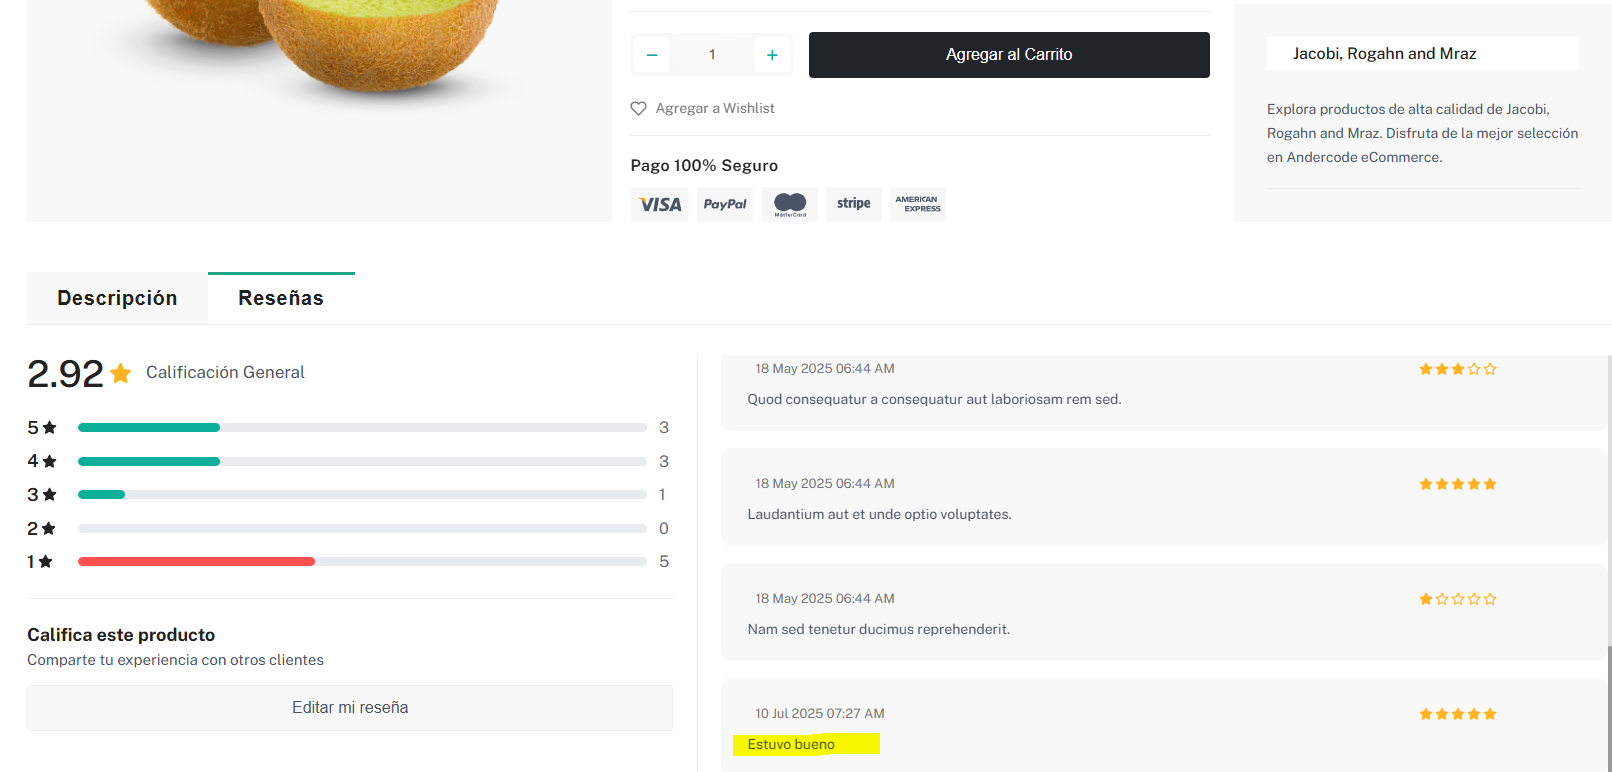 1
Agregar al Carrito
Agregar a Wishlist
Pago 100% Seguro
VISA PayPal MasterCard stripe AMERICAN EXPRESS
Jacobi, Rogahn and Mraz
Explora productos de alta calidad de Jacobi,
Rogahn and Mraz. Disfruta de la mejor selección
en Andercode eCommerce.
Descripción Reseñas
2.92 Calificación General
5 3
4 3
3 1
2 0
1 5
Califica este producto
Comparte tu experiencia con otros clientes
Editar mi reseña
18 May 2025 06:44 AM
Quod consequatur a consequatur aut laboriosam rem sed.
18 May 2025 06:44 AM
Laudantium aut et unde optio voluptates.
18 May 2025 06:44 AM
Nam sed tenetur ducimus reprehenderit.
10 Jul 2025 07:27 AM
Estuvo bueno